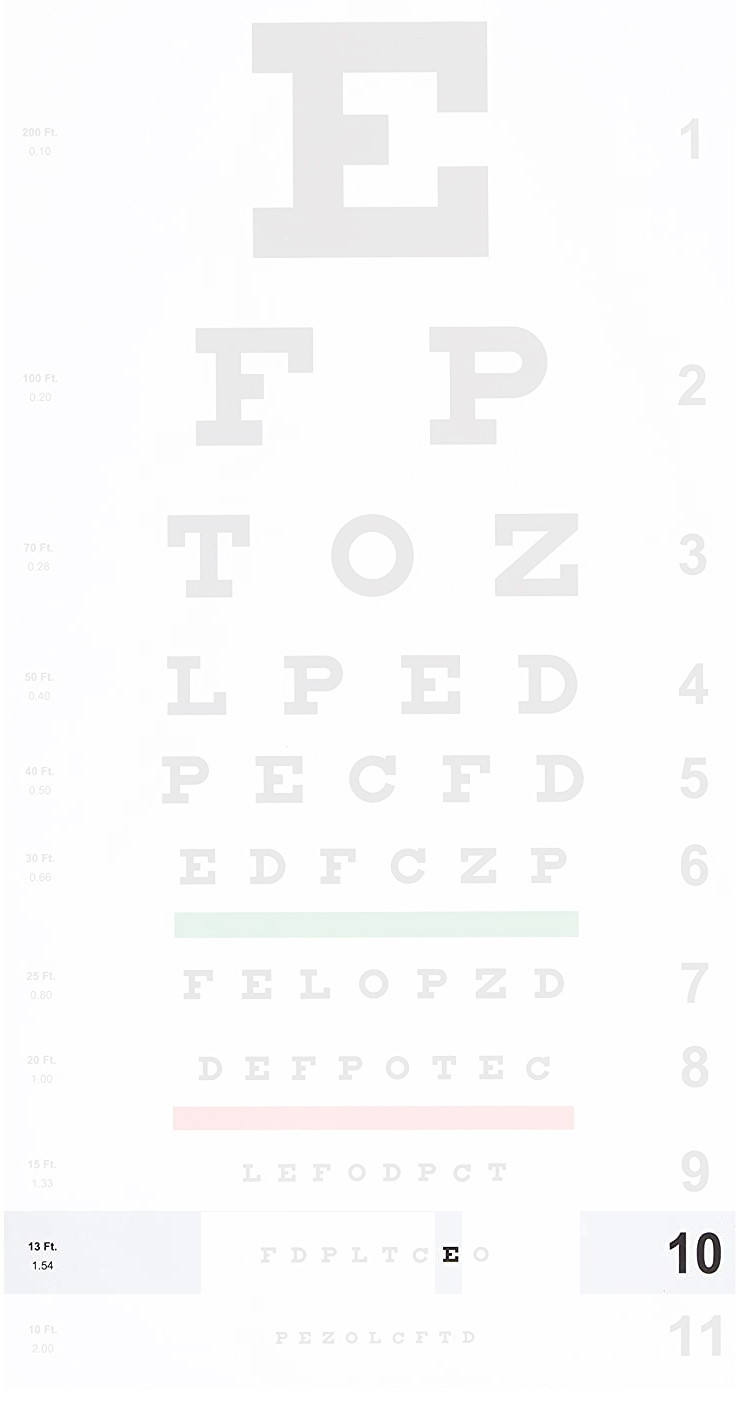 E 1
200 Ft.
0.10
F P 2
100 Ft.
0.20
T O Z 3
70 Ft.
0.28
L P E D 4
50 Ft.
0.40
P E C F D 5
40 Ft.
0.50
E D F C Z P 6
30 Ft.
0.66
F E L O P Z D 7
25 Ft.
0.80
D E F P O T E C 8
20 Ft.
1.00
L E F O D P C T 9
15 Ft.
1.33
F D P L T C E O 10
13 Ft.
1.54
P E Z O L C F T D 11
10 Ft.
2.00